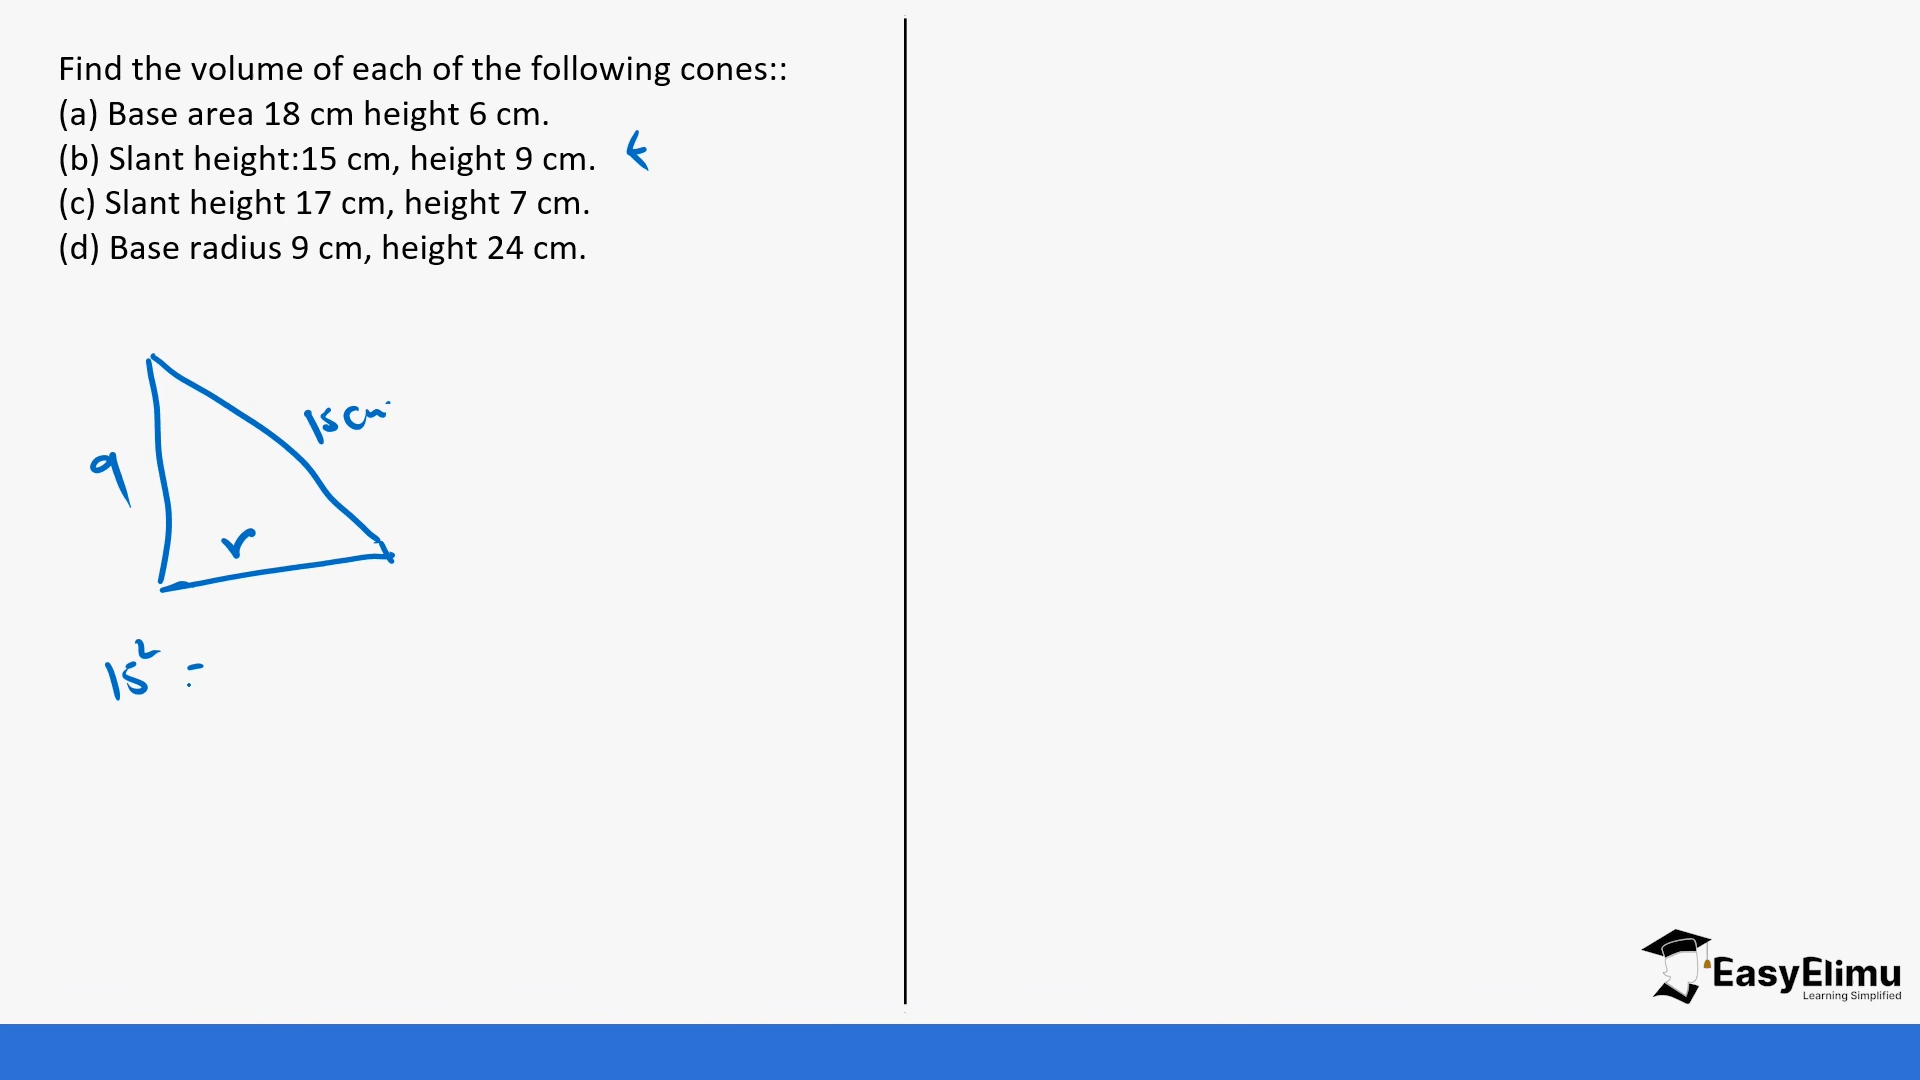 Find the volume of each of the following cones::
(a) Base area 18 cm height 6 cm.
(b) Slant height:15 cm, height 9 cm.
(c) Slant height 17 cm, height 7 cm.
(d) Base radius 9 cm, height 24 cm.
15cm
9
r
15² =
EasyElimu
Learning Simplified